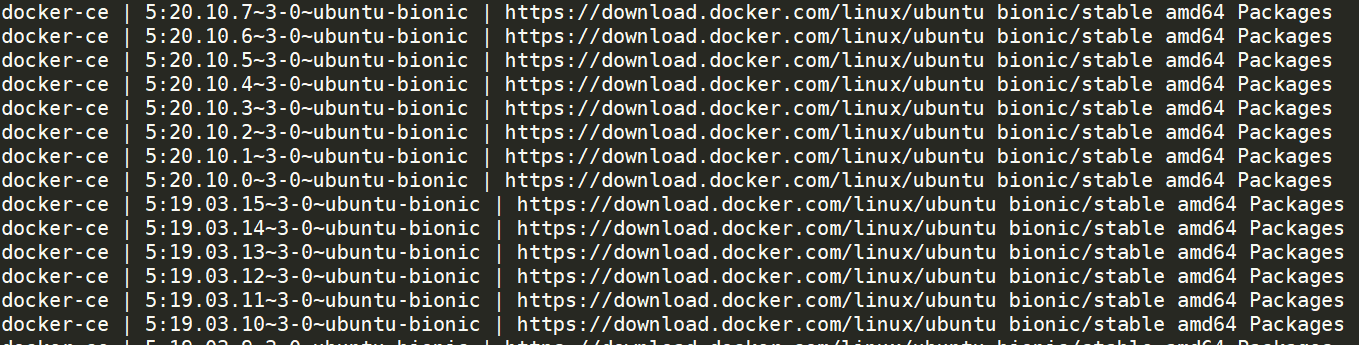 docker-ce | 5:20.10.7~3-0~ubuntu-bionic | https://download.docker.com/linux/ubuntu bionic/stable amd64 Packages
docker-ce | 5:20.10.6~3-0~ubuntu-bionic | https://download.docker.com/linux/ubuntu bionic/stable amd64 Packages
docker-ce | 5:20.10.5~3-0~ubuntu-bionic | https://download.docker.com/linux/ubuntu bionic/stable amd64 Packages
docker-ce | 5:20.10.4~3-0~ubuntu-bionic | https://download.docker.com/linux/ubuntu bionic/stable amd64 Packages
docker-ce | 5:20.10.3~3-0~ubuntu-bionic | https://download.docker.com/linux/ubuntu bionic/stable amd64 Packages
docker-ce | 5:20.10.2~3-0~ubuntu-bionic | https://download.docker.com/linux/ubuntu bionic/stable amd64 Packages
docker-ce | 5:20.10.1~3-0~ubuntu-bionic | https://download.docker.com/linux/ubuntu bionic/stable amd64 Packages
docker-ce | 5:20.10.0~3-0~ubuntu-bionic | https://download.docker.com/linux/ubuntu bionic/stable amd64 Packages
docker-ce | 5:19.03.15~3-0~ubuntu-bionic | https://download.docker.com/linux/ubuntu bionic/stable amd64 Packages
docker-ce | 5:19.03.14~3-0~ubuntu-bionic | https://download.docker.com/linux/ubuntu bionic/stable amd64 Packages
docker-ce | 5:19.03.13~3-0~ubuntu-bionic | https://download.docker.com/linux/ubuntu bionic/stable amd64 Packages
docker-ce | 5:19.03.12~3-0~ubuntu-bionic | https://download.docker.com/linux/ubuntu bionic/stable amd64 Packages
docker-ce | 5:19.03.11~3-0~ubuntu-bionic | https://download.docker.com/linux/ubuntu bionic/stable amd64 Packages
docker-ce | 5:19.03.10~3-0~ubuntu-bionic | https://download.docker.com/linux/ubuntu bionic/stable amd64 Packages